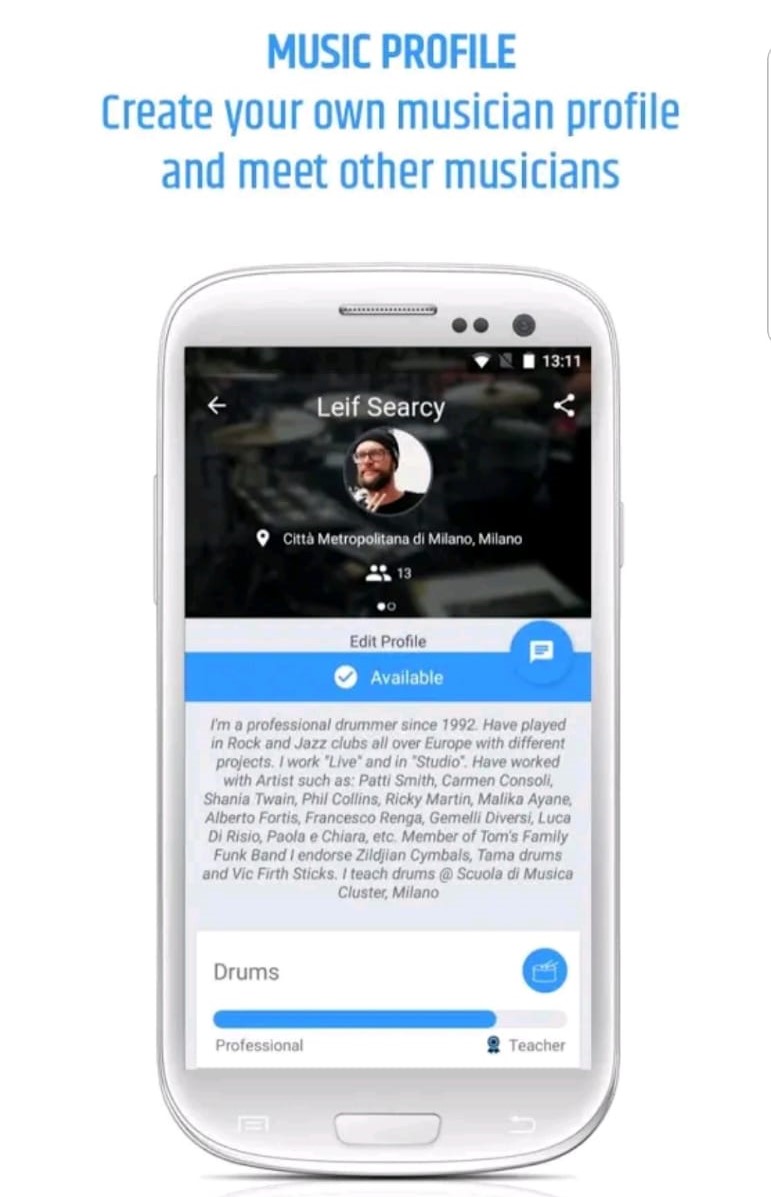 MUSIC PROFILE
Create your own musician profile
and meet other musicians
13:11
Leif Searcy
Città Metropolitana di Milano, Milano
13
Edit Profile
Available
I'm a professional drummer since 1992. Have played
in Rock and Jazz clubs all over Europe with different
projects. I work "Live" and in "Studio". Have worked
with Artist such as: Patti Smith, Carmen Consoli,
Shania Twain, Phil Collins, Ricky Martin, Malika Ayane,
Alberto Fortis, Francesco Renga, Gemelli Diversi, Luca
Di Risio, Paola e Chiara, etc. Member of Tom's Family
Funk Band I endorse Zildjian Cymbals, Tama drums
and Vic Firth Sticks. I teach drums @ Scuola di Musica
Cluster, Milano
Drums
Professional
Teacher